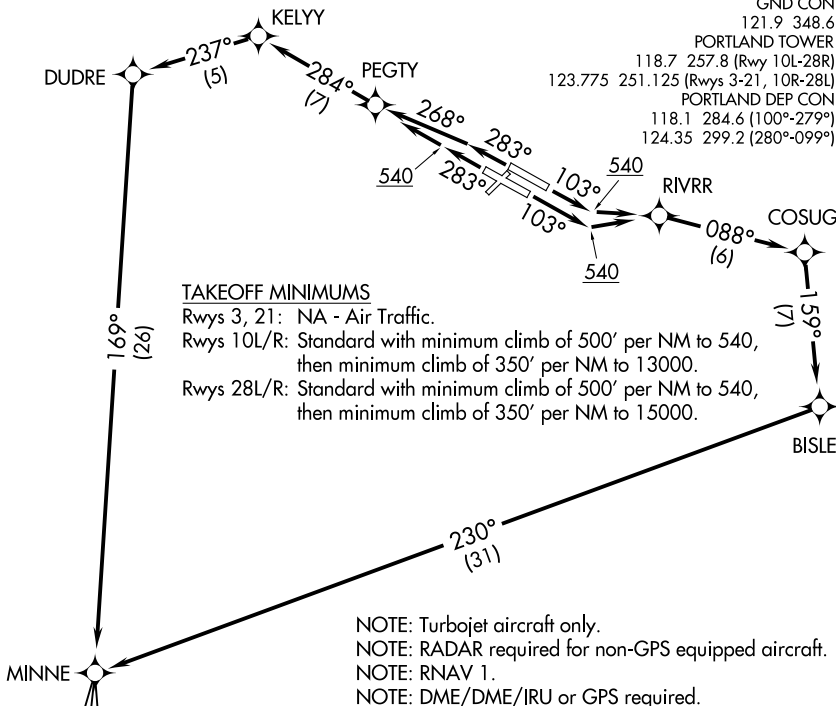 GND CON
121.9 348.6
PORTLAND TOWER
118.7 257.8 (Rwy 10L-28R)
123.775 251.125 (Rwys 3-21, 10R-28L)
PORTLAND DEP CON
118.1 284.6 (100°-279°)
124.35 299.2 (280°-099°)
KELYY
237°
(5)
DUDRE
284°
(7)
PEGTY
268°
283°
540
283°
103°
540
103°
540
RIVRR
088°
(6)
COSUG
159°
(7)
BISLE
169°
(26)
TAKEOFF MINIMUMS
Rwys 3, 21: NA - Air Traffic.
Rwys 10L/R: Standard with minimum climb of 500' per NM to 540,
then minimum climb of 350' per NM to 13000.
Rwys 28L/R: Standard with minimum climb of 500' per NM to 540,
then minimum climb of 350' per NM to 15000.
230°
(31)
MINNE
NOTE: Turbojet aircraft only.
NOTE: RADAR required for non-GPS equipped aircraft.
NOTE: RNAV 1.
NOTE: DME/DME/IRU or GPS required.